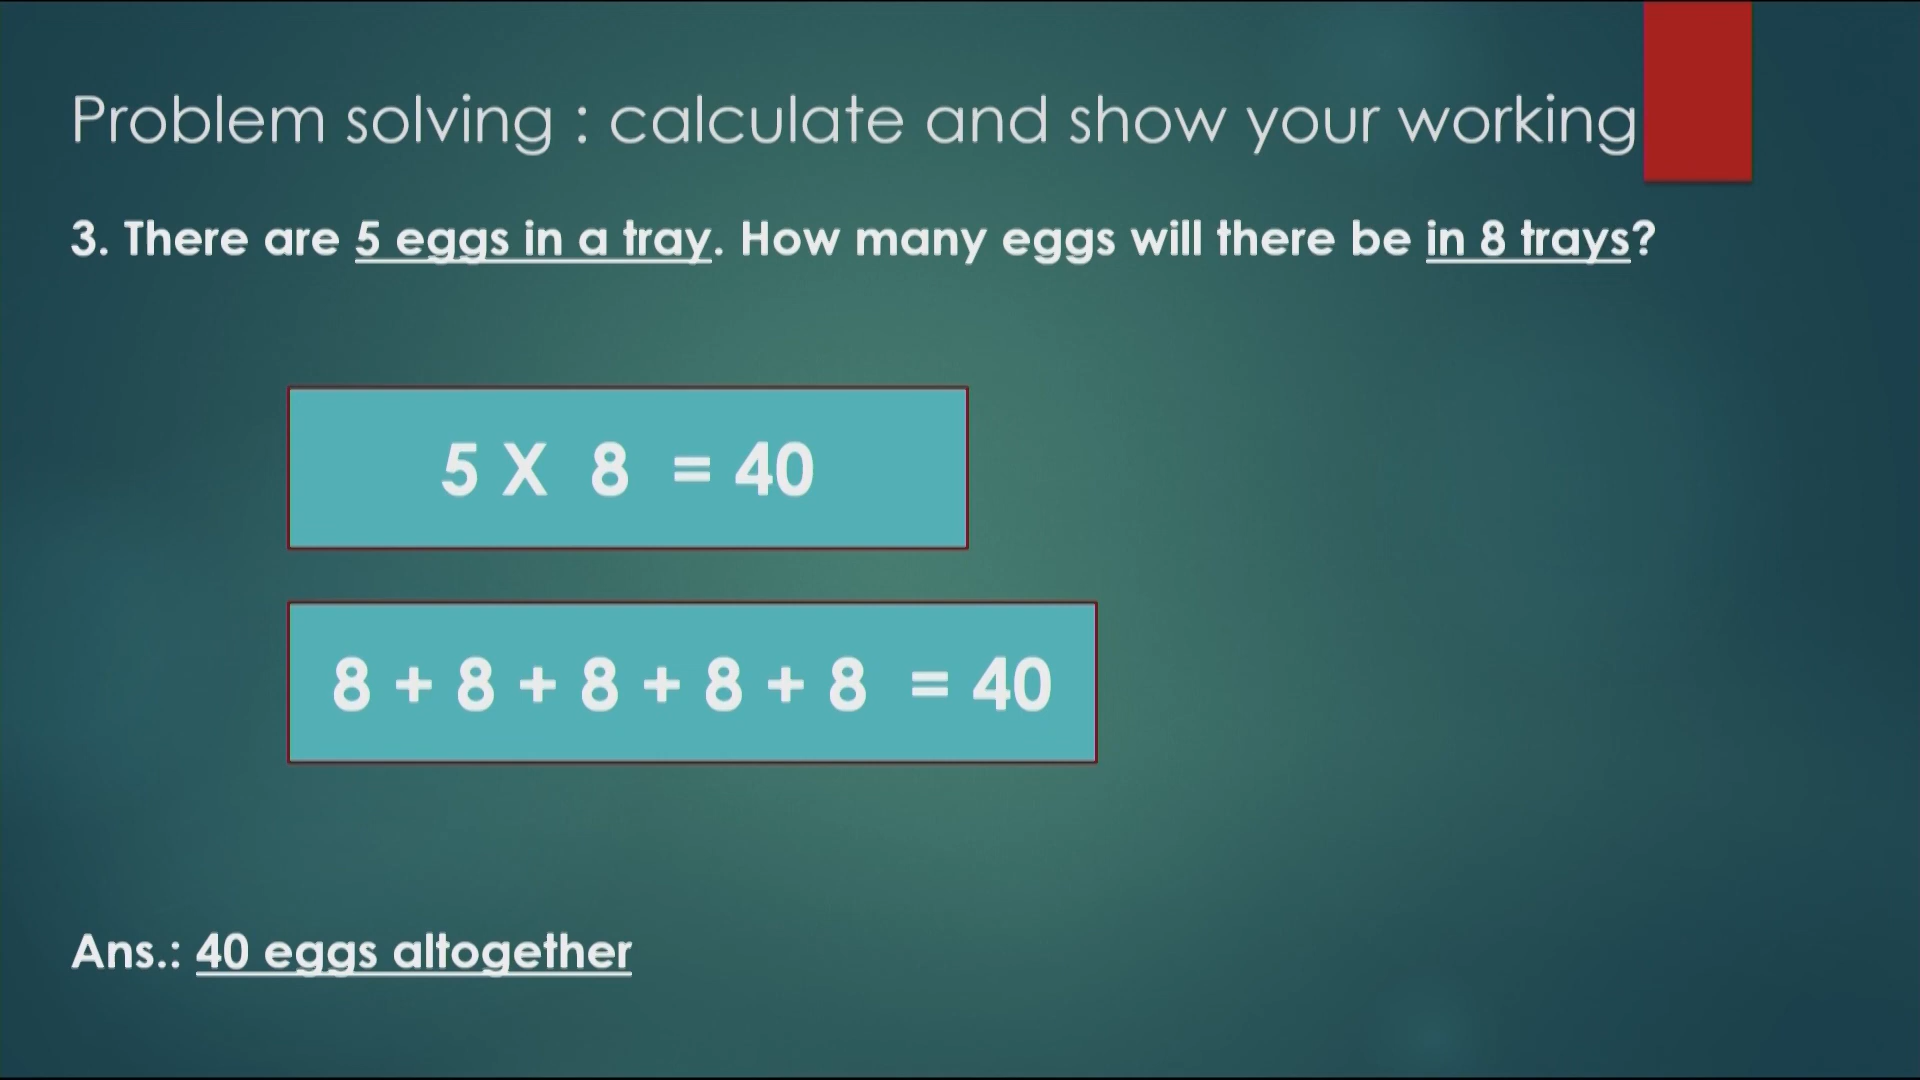 Problem solving : calculate and show your working
3. There are 5 eggs in a tray. How many eggs will there be in 8 trays?
5 X 8 = 40
8 + 8 + 8 + 8 + 8 = 40
Ans.: 40 eggs altogether